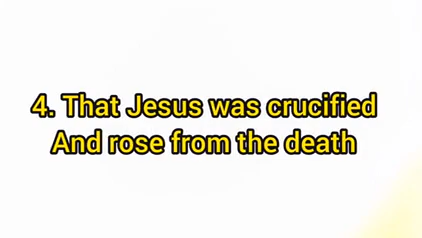 4. That Jesus was crucified
And rose from the death